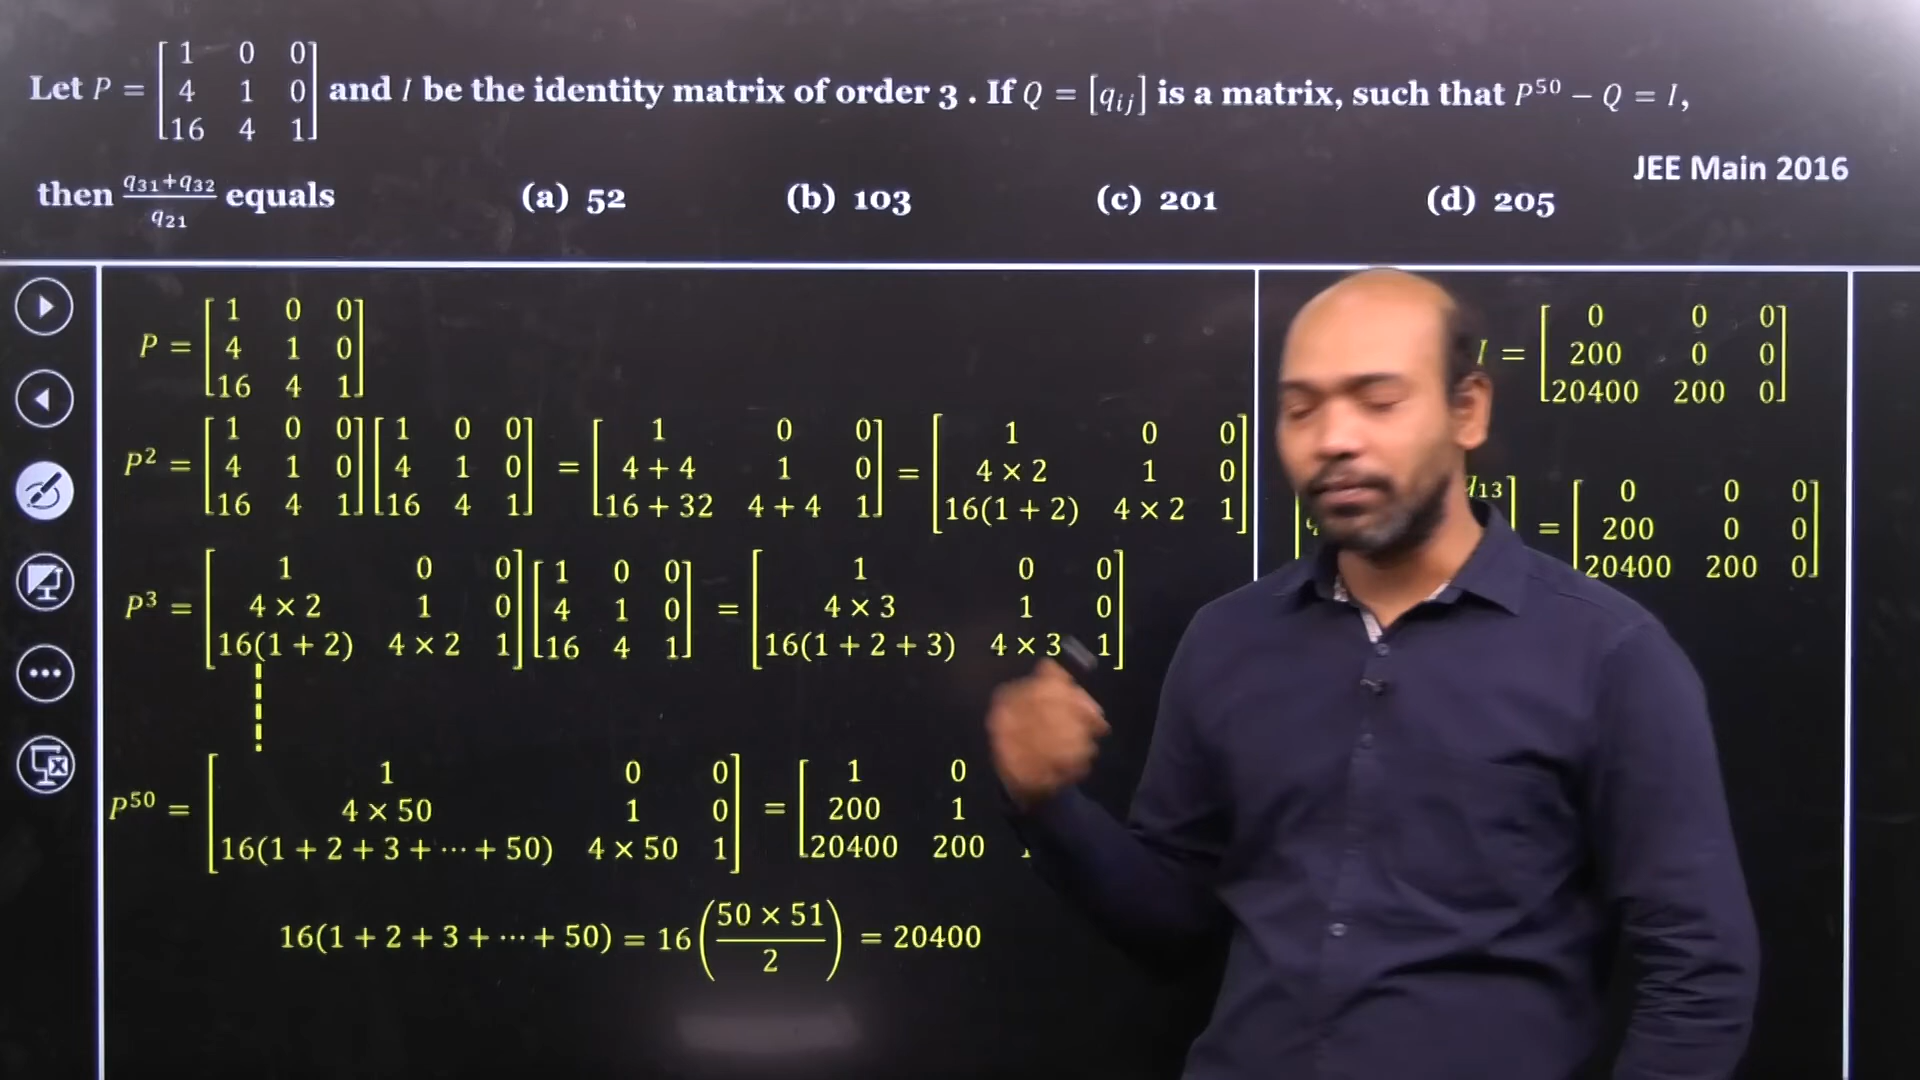 Let P = [1 0 0; 4 1 0; 16 4 1] and I be the identity matrix of order 3 . If Q = [qᵢⱼ] is a matrix, such that P⁵⁰ − Q = I,
JEE Main 2016
then (q₃₁+q₃₂)/q₂₁ equals (a) 52 (b) 103 (c) 201 (d) 205
P = [1 0 0; 4 1 0; 16 4 1]
P² = [1 0 0; 4 1 0; 16 4 1] [1 0 0; 4 1 0; 16 4 1] = [1 0 0; 4 + 4 1 0; 16 + 32 4 + 4 1] = [1 0 0; 4 × 2 1 0; 16(1 + 2) 4 × 2 1]
P³ = [1 0 0; 4 × 2 1 0; 16(1 + 2) 4 × 2 1] [1 0 0; 4 1 0; 16 4 1] = [1 0 0; 4 × 3 1 0; 16(1 + 2 + 3) 4 × 3 1]
P⁵⁰ = [1 0 0; 4 × 50 1 0; 16(1 + 2 + 3 + ⋯ + 50) 4 × 50 1] = [1 0; 200 1; 20400 200
16(1 + 2 + 3 + ⋯ + 50) = 16((50 × 51)/2) = 20400
I = [0 0 0; 200 0 0; 20400 200 0]
q₁₃] = [0 0 0; 200 0 0; 20400 200 0]